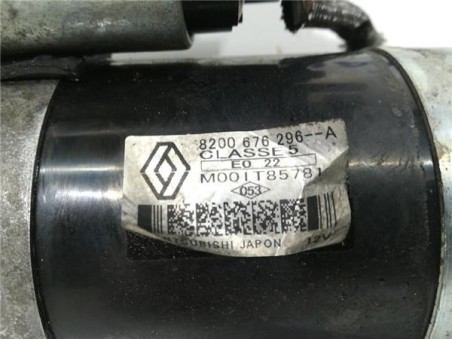 8200 676 296--A
CLASSE 5
E0 22
M001T85781
053
MITSUBISHI JAPON 12V